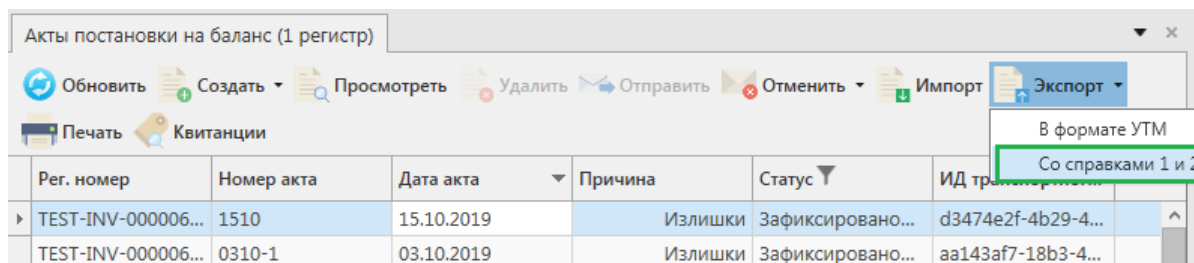 Акты постановки на баланс (1 регистр)
Обновить Создать Просмотреть Удалить Отправить Отменить Импорт Экспорт
Печать Квитанции
В формате УТМ
Со справками 1 и 2
Рег. номер Номер акта Дата акта Причина Статус ИД
TEST-INV-000006... 1510 15.10.2019 Излишки Зафиксировано... d3474e2f-4b29-4...
TEST-INV-000006... 0310-1 03.10.2019 Излишки Зафиксировано... aa143af7-18b3-4...